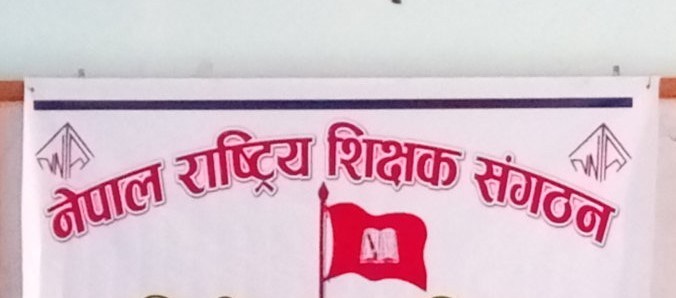 नेपाल राष्ट्रिय शिक्षक संगठन